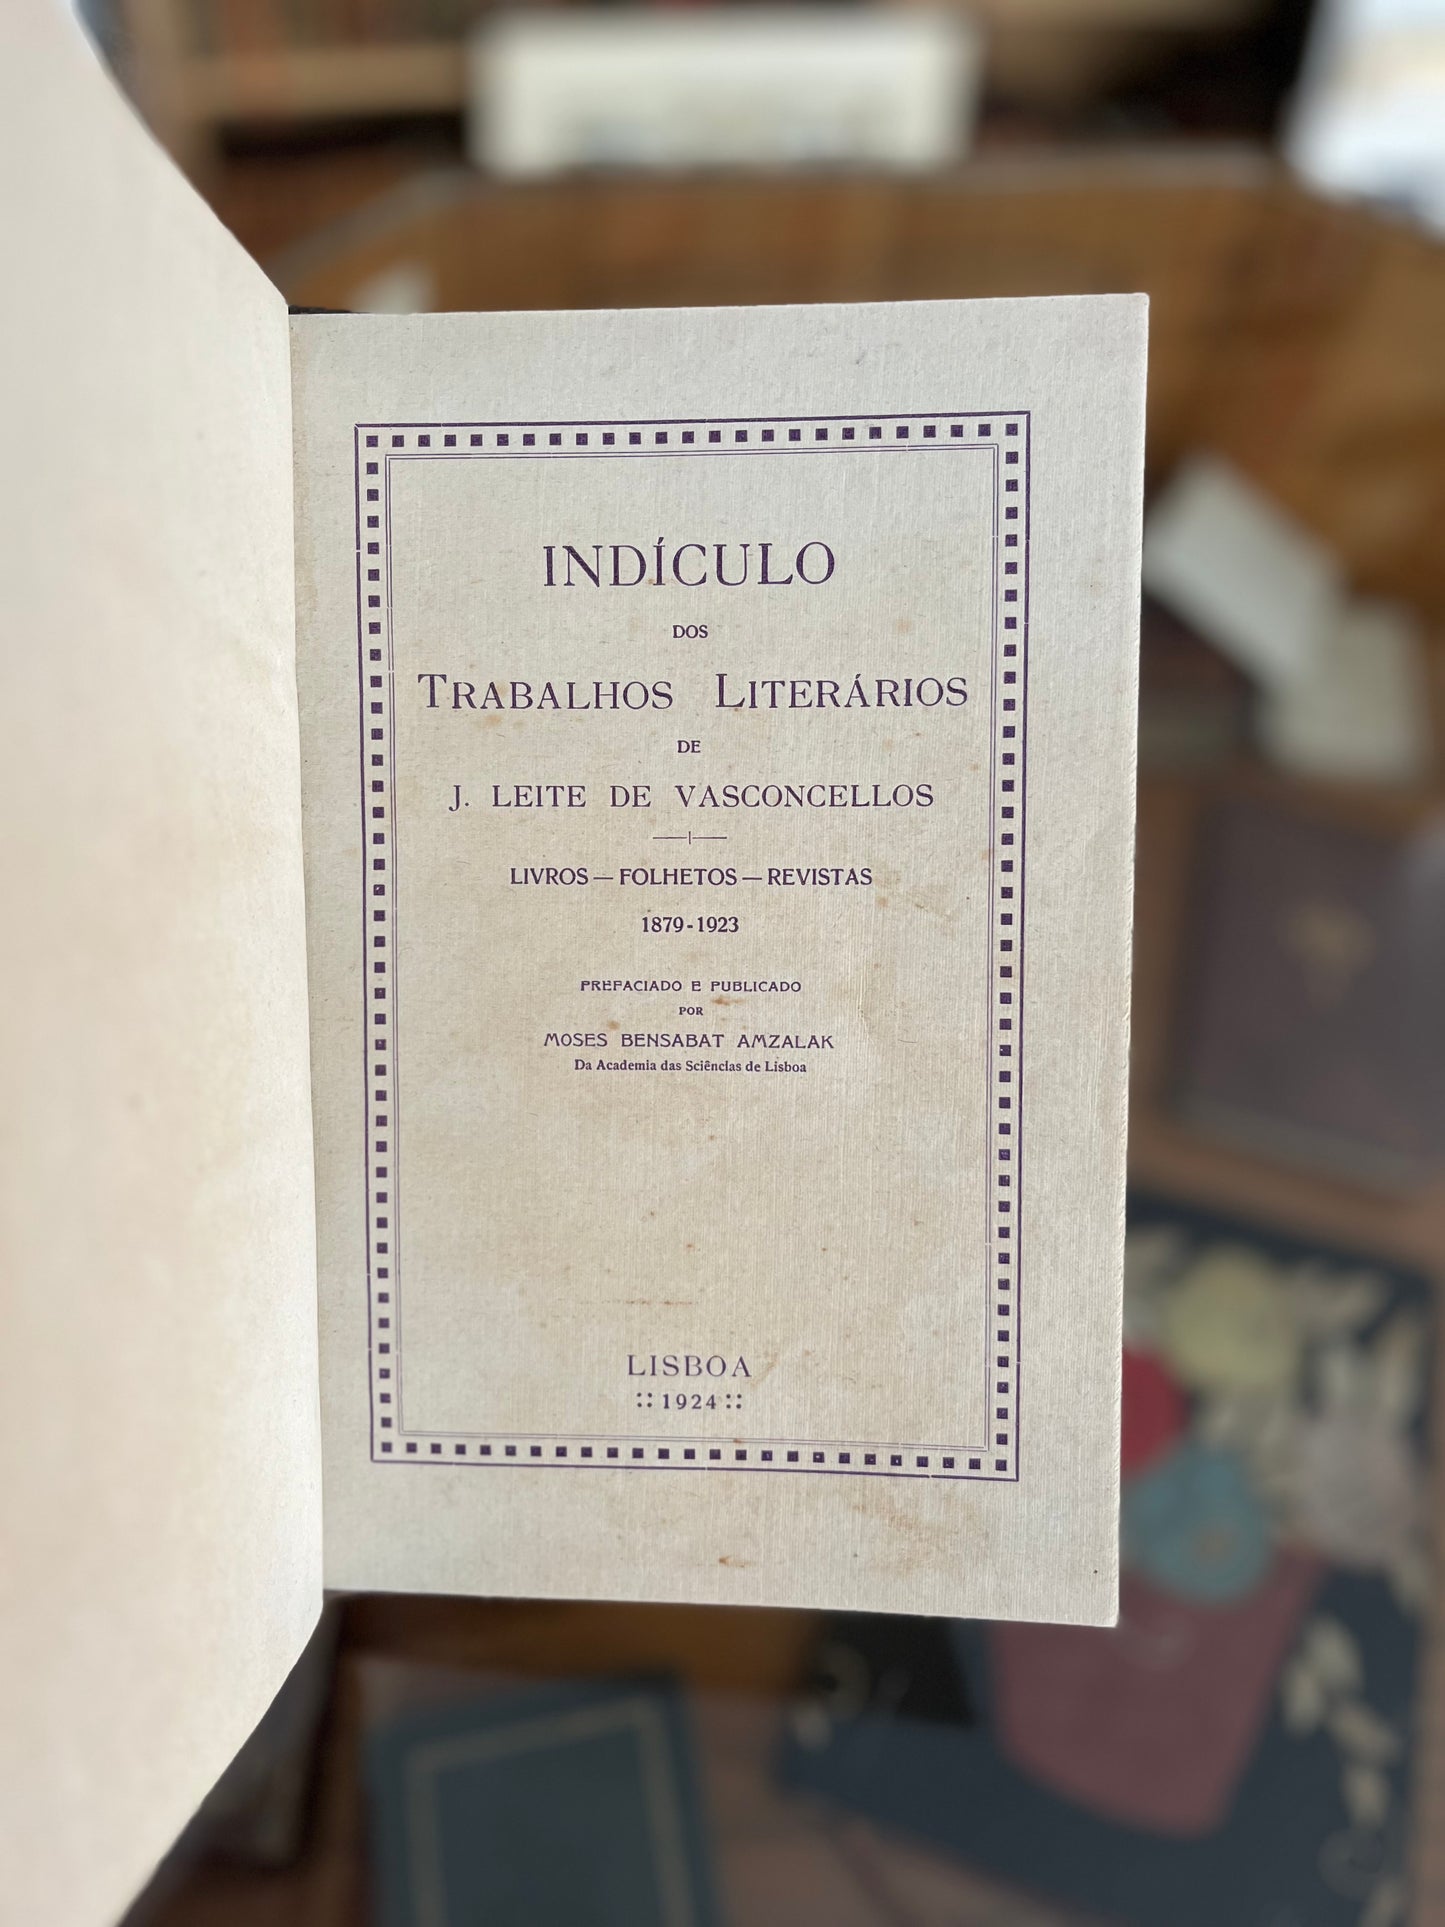 INDÍCULO
DOS
TRABALHOS LITERÁRIOS
DE
J. LEITE DE VASCONCELLOS
LIVROS — FOLHETOS — REVISTAS
1879-1923
PREFACIADO E PUBLICADO
POR
MOSES BENSABAT AMZALAK
Da Academia das Sciências de Lisboa
LISBOA
:: 1924 ::